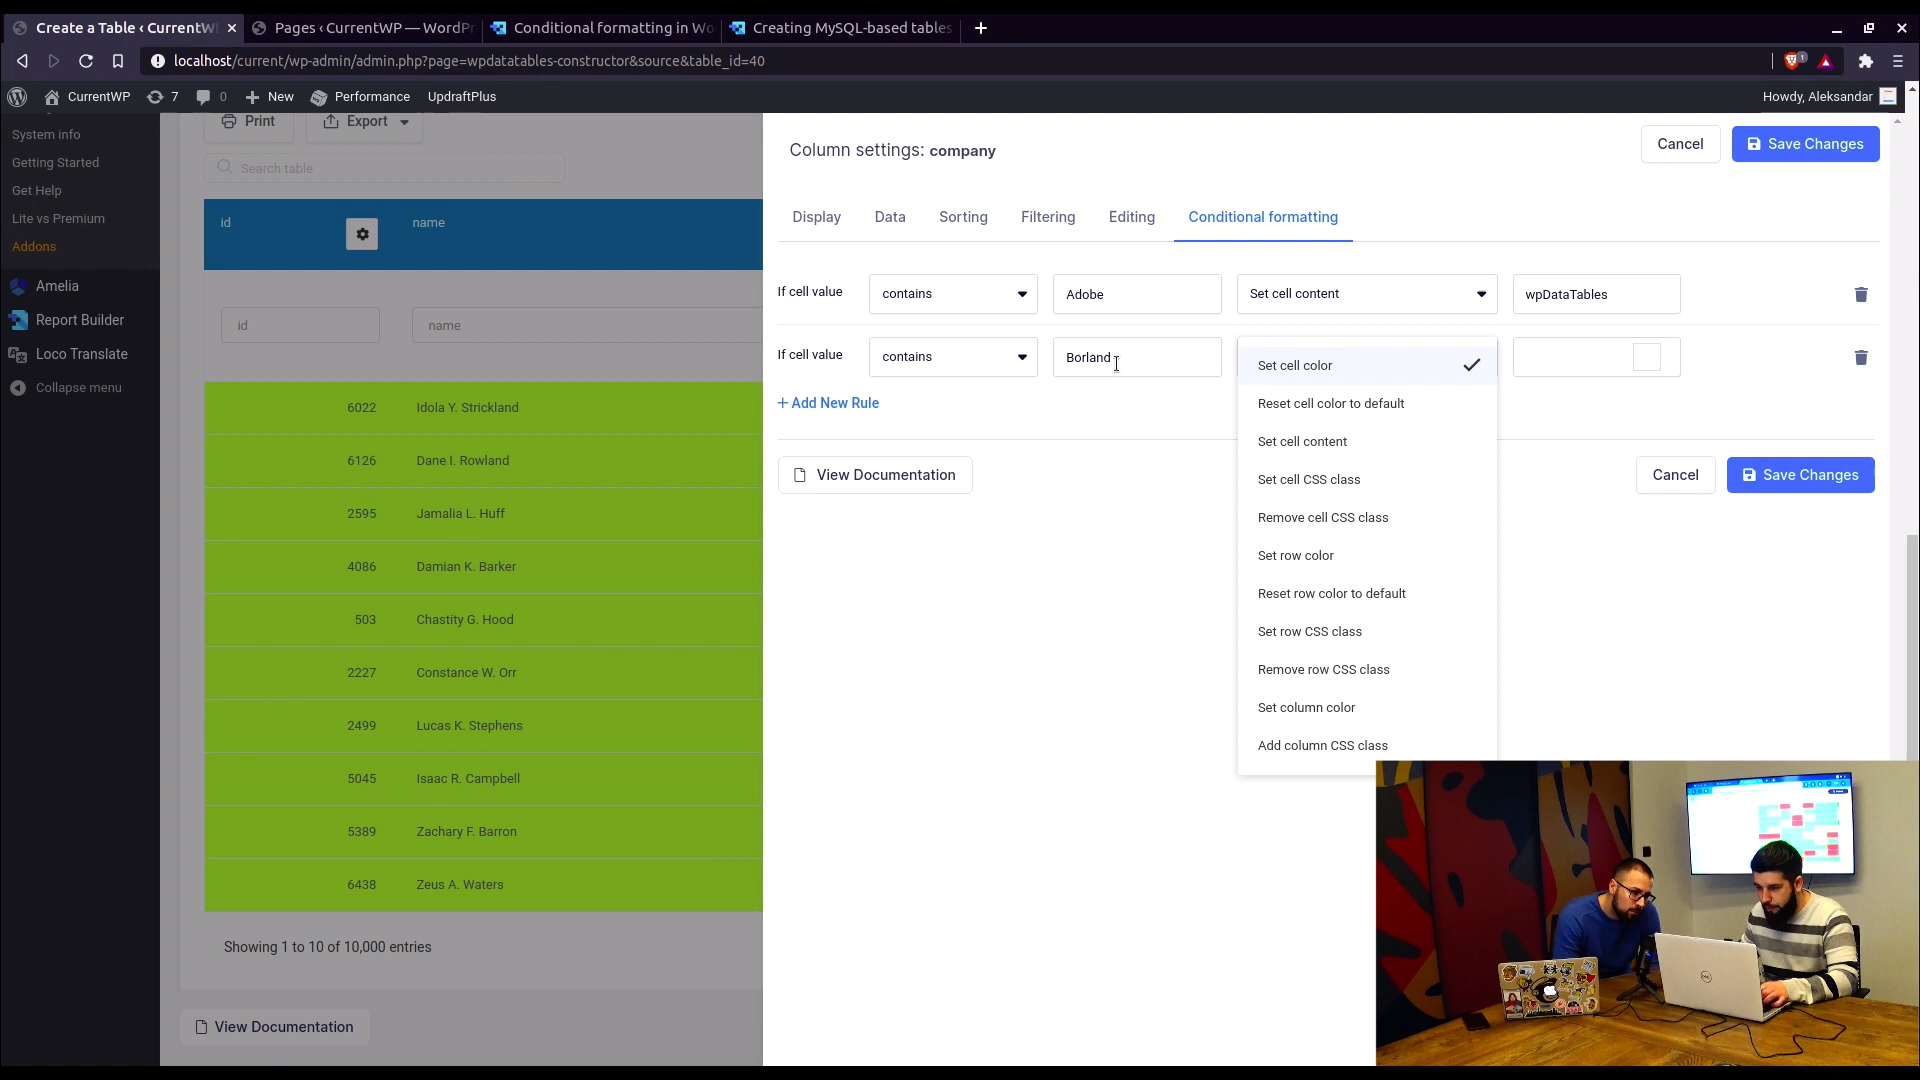 Create a Table ‹ CurrentW
Pages ‹ CurrentWP — WordPr
Conditional formatting in Wo
Creating MySQL-based tables
localhost/current/wp-admin/admin.php?page=wpdatatables-constructor&source&table_id=40
1
CurrentWP
7
0
New
Performance
UpdraftPlus
Howdy, Aleksandar
System info
Getting Started
Get Help
Lite vs Premium
Addons
Amelia
Report Builder
Loco Translate
Collapse menu
Print
Export
Search table
id
name
id
name
6022 Idola Y. Strickland
6126 Dane I. Rowland
2595 Jamalia L. Huff
4086 Damian K. Barker
503 Chastity G. Hood
2227 Constance W. Orr
2499 Lucas K. Stephens
5045 Isaac R. Campbell
5389 Zachary F. Barron
6438 Zeus A. Waters
Showing 1 to 10 of 10,000 entries
View Documentation
Column settings: company
Cancel
Save Changes
Display
Data
Sorting
Filtering
Editing
Conditional formatting
If cell value contains Adobe Set cell content wpDataTables
If cell value contains Borland
+ Add New Rule
Set cell color
Reset cell color to default
Set cell content
Set cell CSS class
Remove cell CSS class
Set row color
Reset row color to default
Set row CSS class
Remove row CSS class
Set column color
Add column CSS class
View Documentation
Cancel
Save Changes